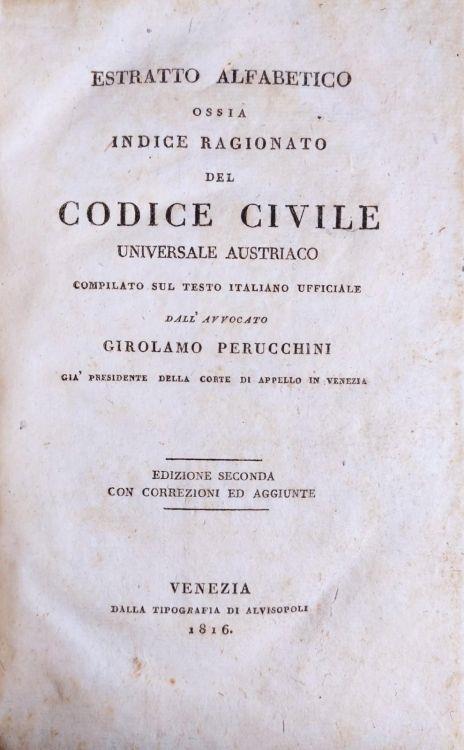 ESTRATTO ALFABETICO
OSSIA
INDICE RAGIONATO
DEL
CODICE CIVILE
UNIVERSALE AUSTRIACO
COMPILATO SUL TESTO ITALIANO UFFICIALE
DALL' AVVOCATO
GIROLAMO PERUCCHINI
GIA' PRESIDENTE DELLA CORTE DI APPELLO IN VENEZIA
EDIZIONE SECONDA
CON CORREZIONI ED AGGIUNTE
VENEZIA
DALLA TIPOGRAFIA DI ALVISOPOLI
1816.